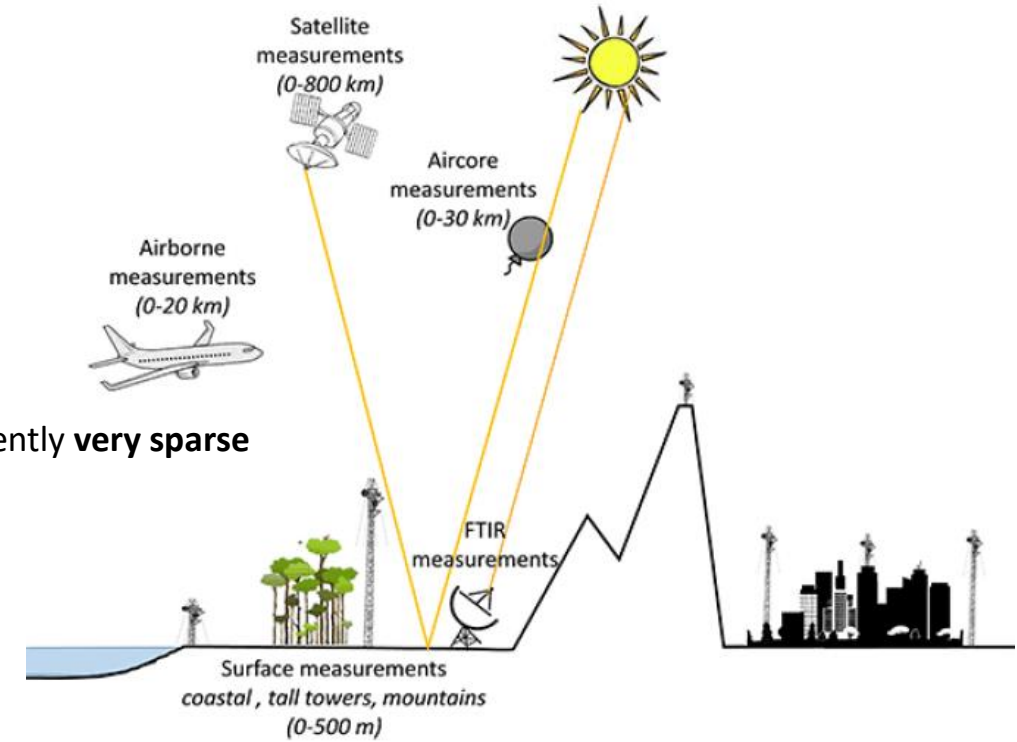 Satellite
measurements
(0-800 km)
Aircore
measurements
(0-30 km)
Airborne
measurements
(0-20 km)
ently very sparse
FTIR
measurements
Surface measurements
coastal , tall towers, mountains
(0-500 m)